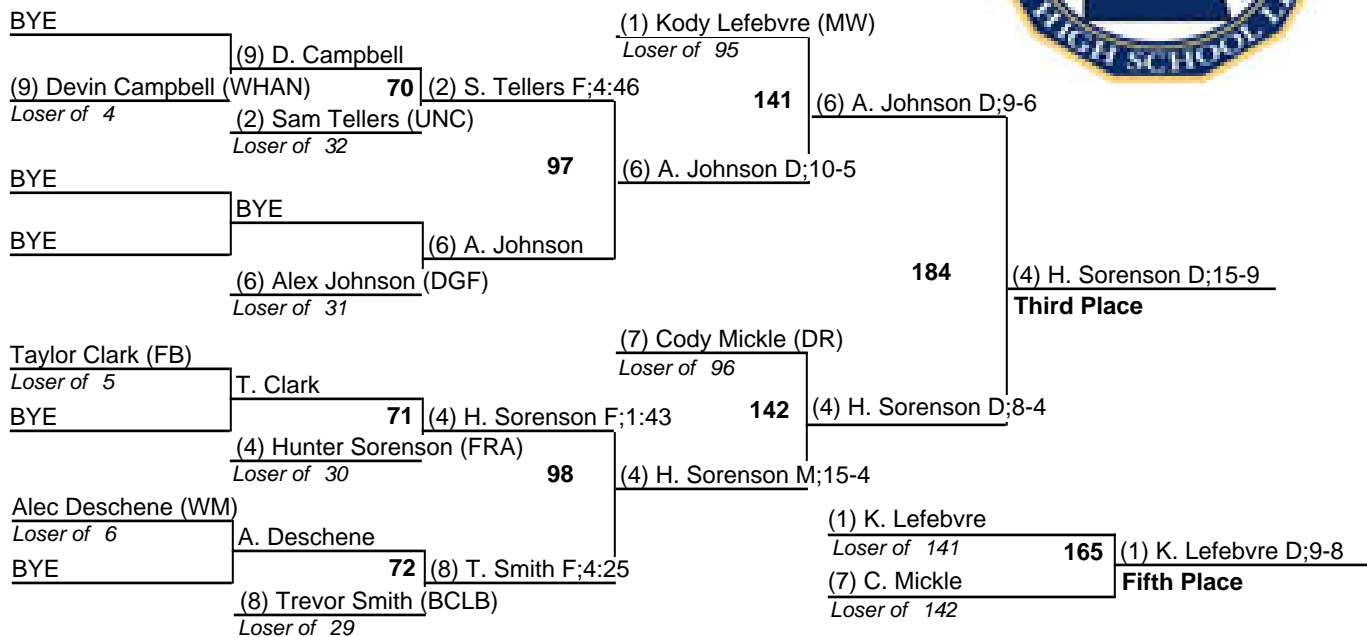 BYE
(9) D. Campbell
(9) Devin Campbell (WHAN)
Loser of 4
70
(2) S. Tellers F;4:46
(2) Sam Tellers (UNC)
Loser of 32
97
BYE
BYE
BYE
(6) A. Johnson
(6) Alex Johnson (DGF)
Loser of 31
(1) Kody Lefebvre (MW)
Loser of 95
141
(6) A. Johnson D;9-6
(6) A. Johnson D;10-5
184
(4) H. Sorenson D;15-9
Third Place
Taylor Clark (FB)
Loser of 5
T. Clark
BYE
71
(4) H. Sorenson F;1:43
(4) Hunter Sorenson (FRA)
Loser of 30
98
(7) Cody Mickle (DR)
Loser of 96
142
(4) H. Sorenson D;8-4
(4) H. Sorenson M;15-4
Alec Deschene (WM)
Loser of 6
A. Deschene
BYE
72
(8) T. Smith F;4:25
(8) Trevor Smith (BCLB)
Loser of 29
(1) K. Lefebvre
Loser of 141
165
(1) K. Lefebvre D;9-8
(7) C. Mickle
Fifth Place
Loser of 142
HIGH SCHOOL